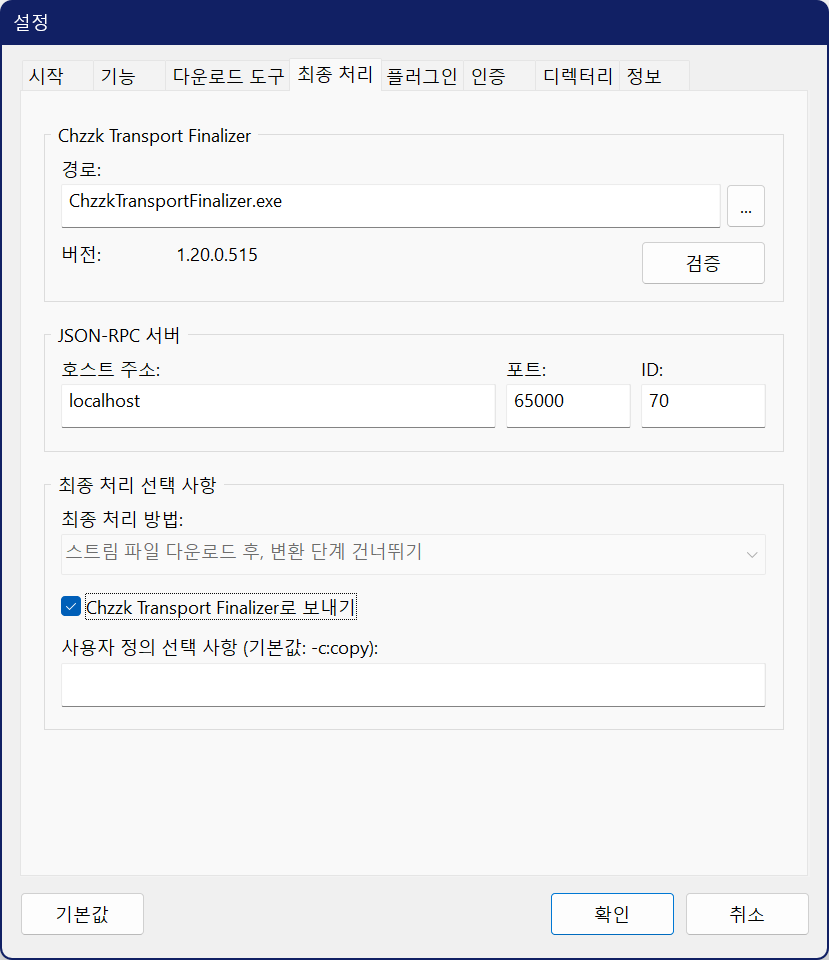 설정
시작 기능 다운로드 도구 최종 처리 플러그인 인증 디렉터리 정보
Chzzk Transport Finalizer
경로:
ChzzkTransportFinalizer.exe ...
버전: 1.20.0.515 검증
JSON-RPC 서버
호스트 주소: 포트: ID:
localhost 65000 70
최종 처리 선택 사항
최종 처리 방법:
스트림 파일 다운로드 후, 변환 단계 건너뛰기
Chzzk Transport Finalizer로 보내기
사용자 정의 선택 사항 (기본값: -c:copy):
기본값 확인 취소